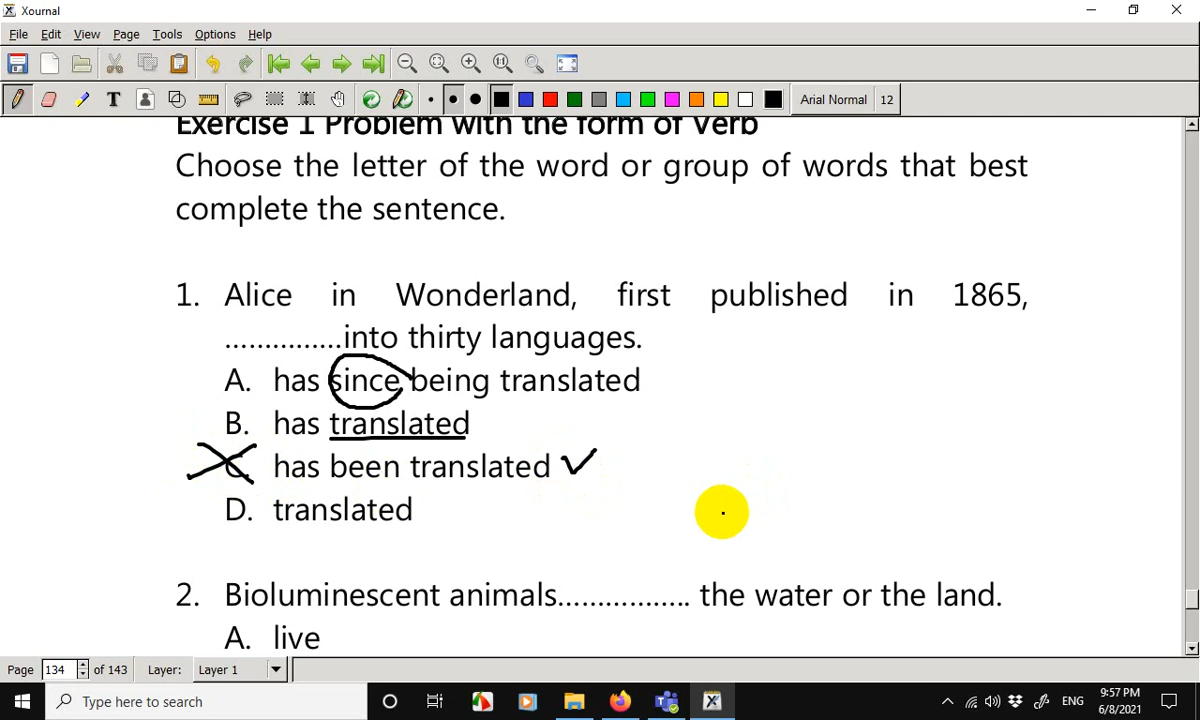 Xournal
File Edit View Page Tools Options Help
Arial Normal 12
Exercise 1 Problem with the form of Verb
Choose the letter of the word or group of words that best
complete the sentence.
1. Alice in Wonderland, first published in 1865,
...............into thirty languages.
A. has since being translated
B. has translated
C. has been translated
D. translated
2. Bioluminescent animals................. the water or the land.
A. live
Page 134 of 143 Layer: Layer 1
Type here to search
ENG
9:57 PM
6/8/2021